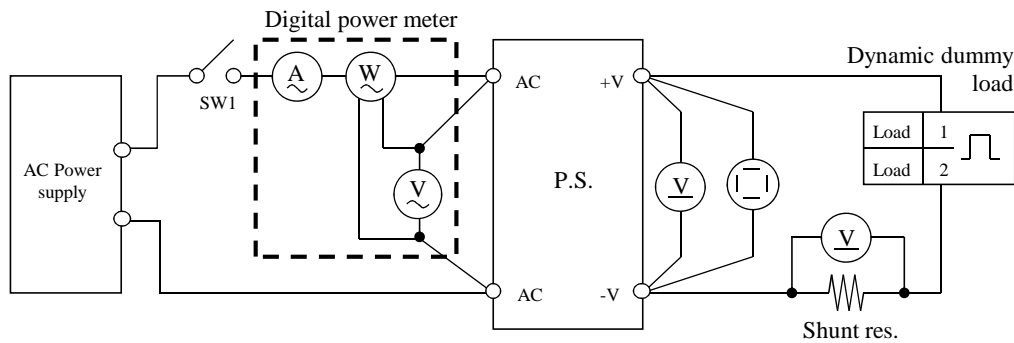 Digital power meter
A
W
V
SW1
AC Power
supply
AC
+V
P.S.
AC
-V
V
Dynamic dummy
load
Load 1
Load 2
V
Shunt res.